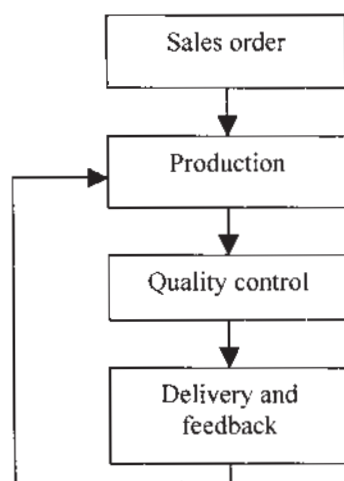 Sales order
Production
Quality control
Delivery and
feedback